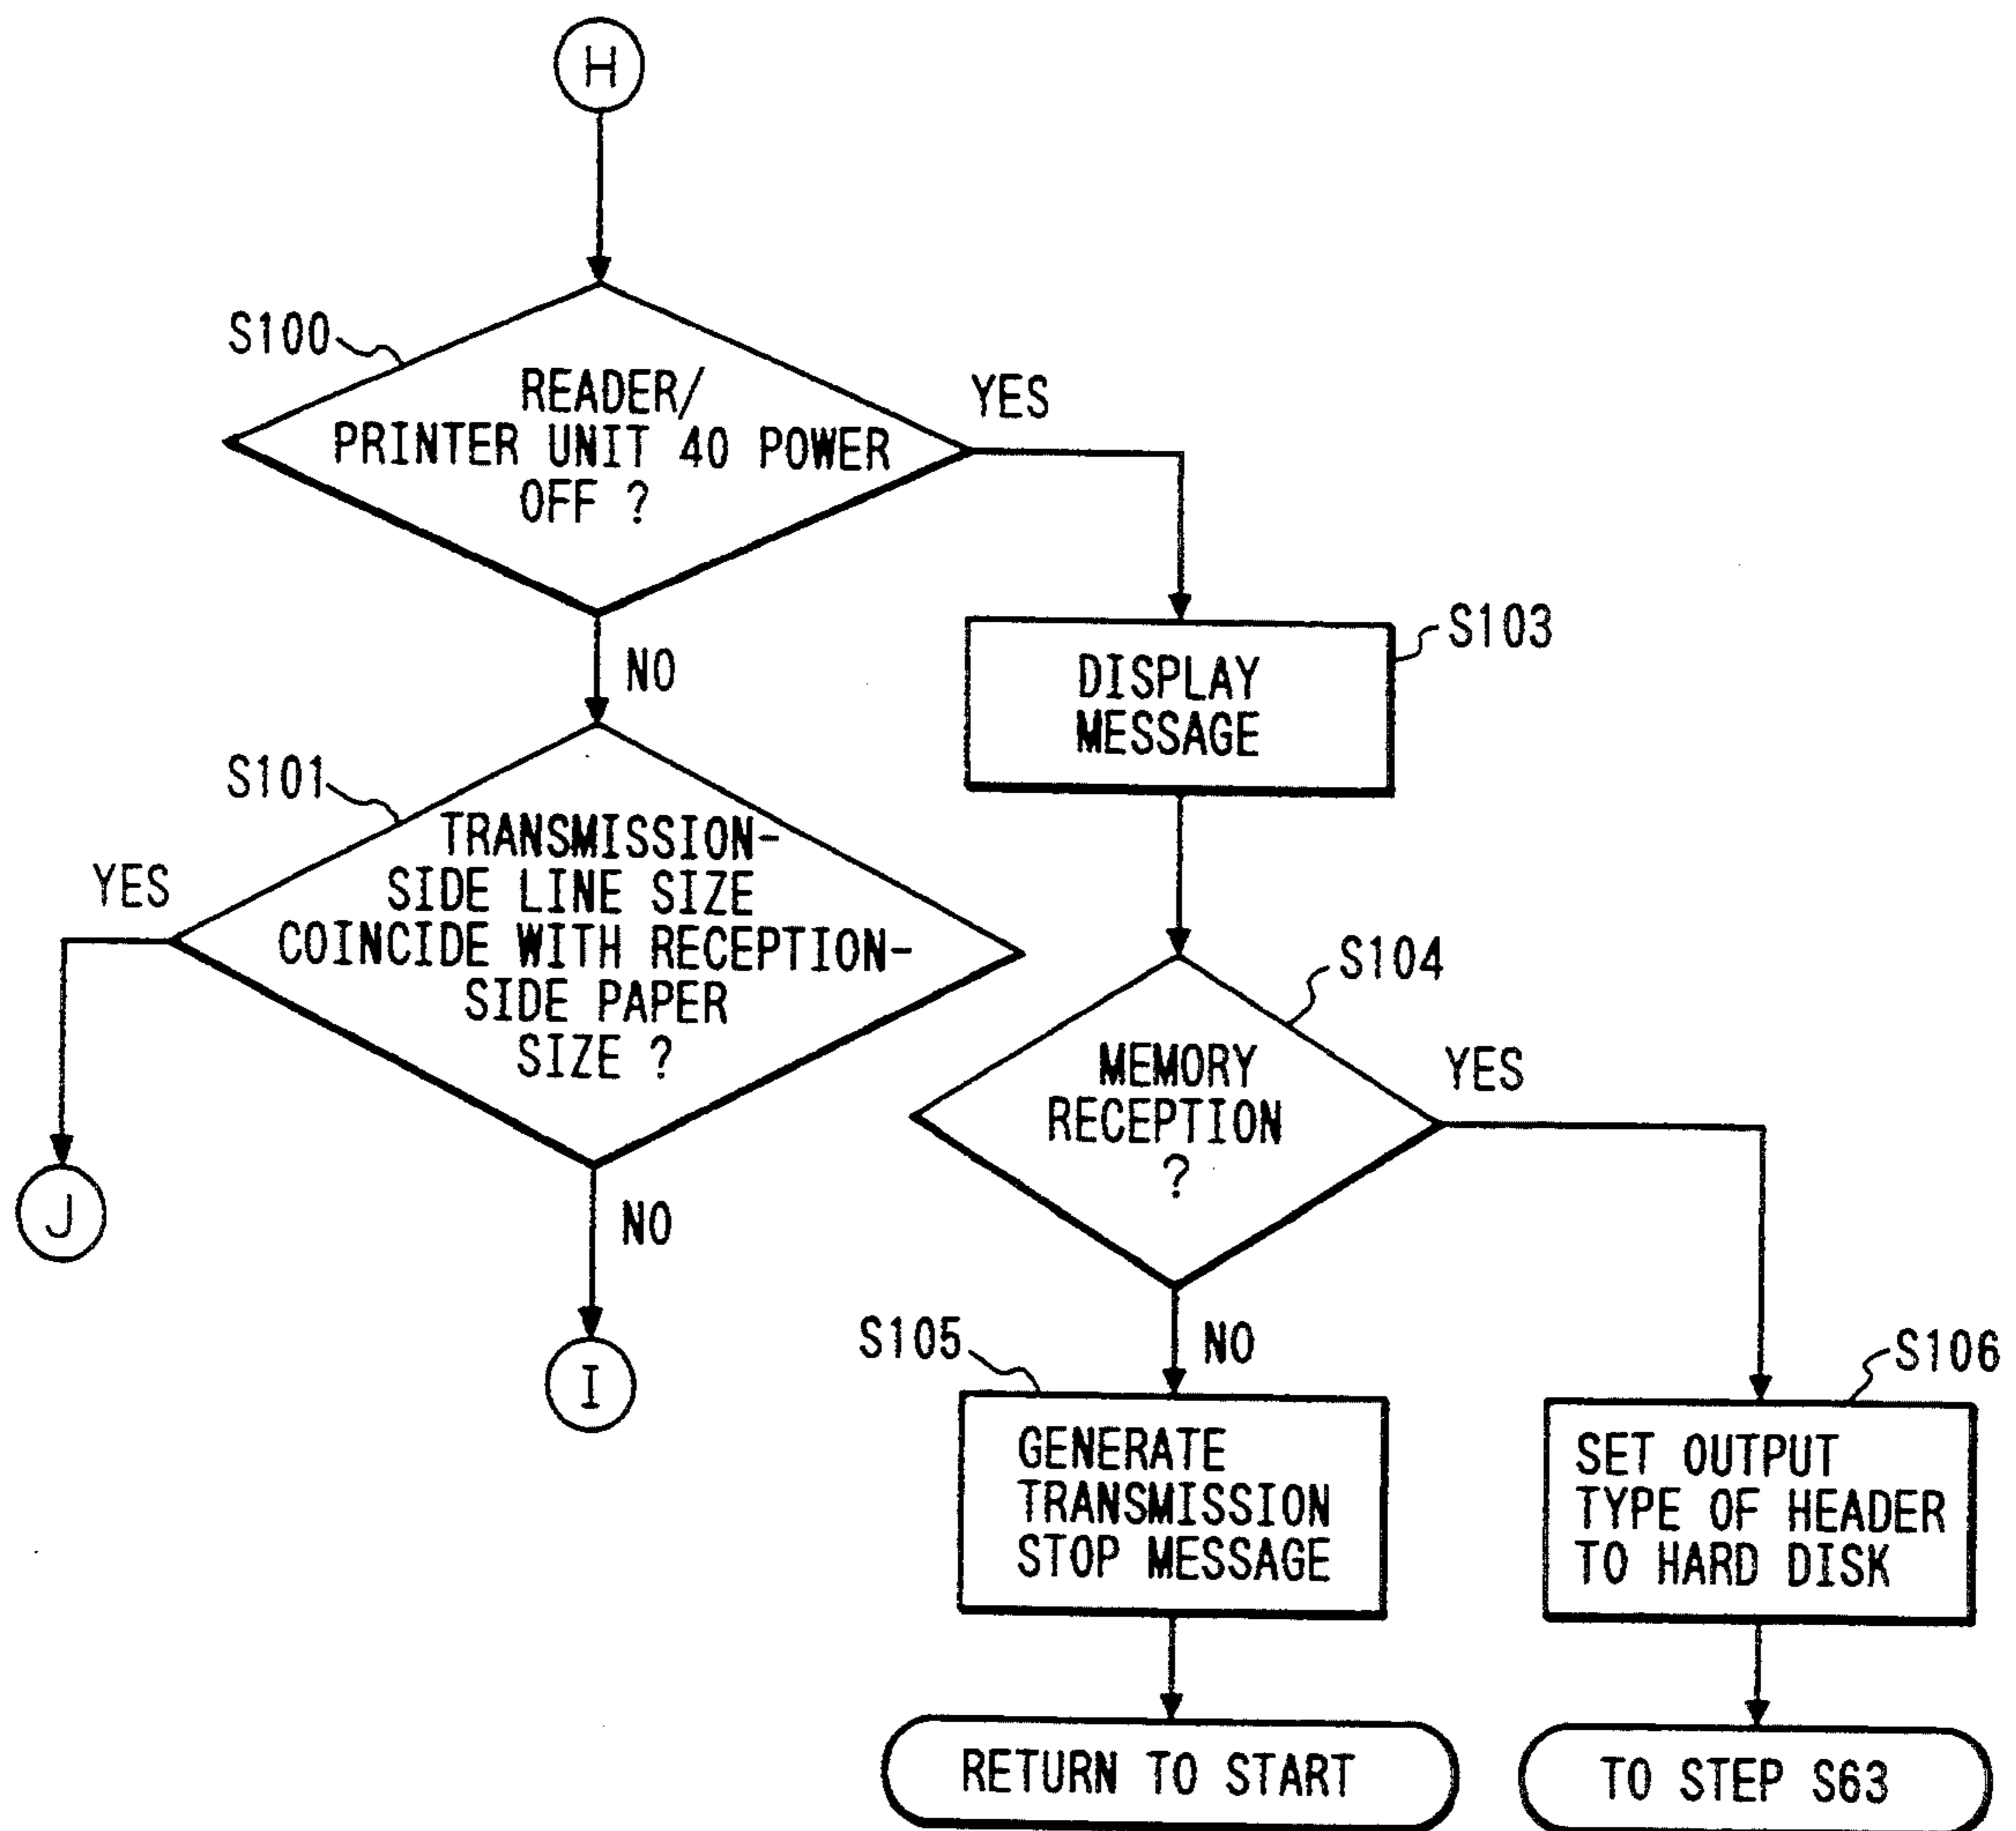 H
S100
READER/
PRINTER UNIT 40 POWER
OFF ?
YES
NO
S103
DISPLAY
MESSAGE
S101
TRANSMISSION-
SIDE LINE SIZE
COINCIDE WITH RECEPTION-
SIDE PAPER
SIZE ?
YES
J
NO
I
S104
MEMORY
RECEPTION
?
YES
NO
S105
GENERATE
TRANSMISSION
STOP MESSAGE
S106
SET OUTPUT
TYPE OF HEADER
TO HARD DISK
RETURN TO START
TO STEP S63